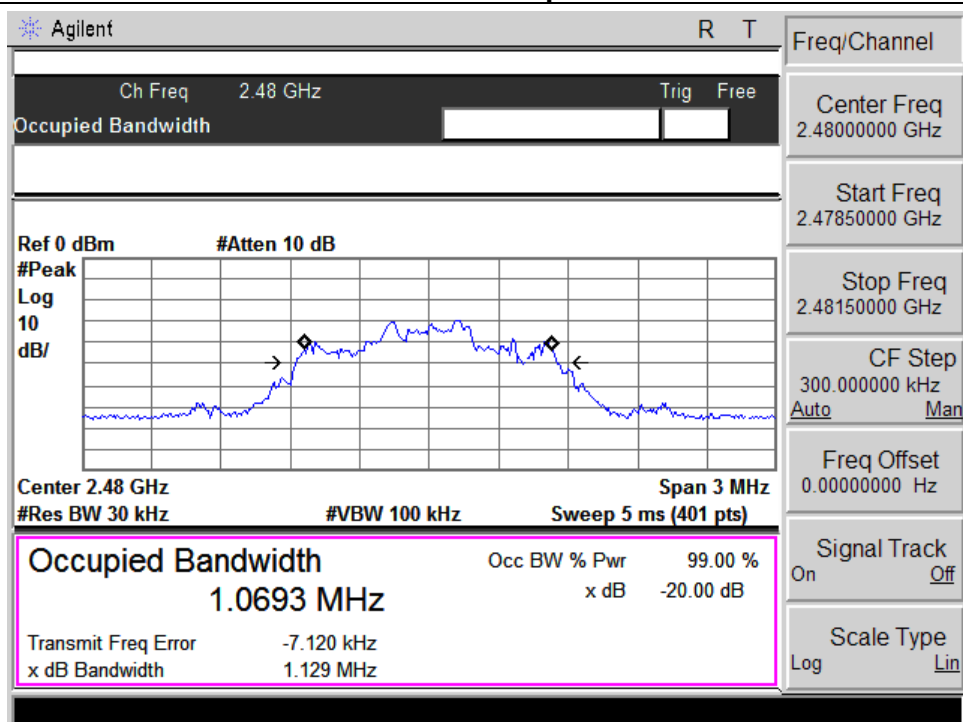 Agilent R T
Freq/Channel
Ch Freq 2.48 GHz Trig Free
Occupied Bandwidth
Center Freq
2.48000000 GHz
Start Freq
2.47850000 GHz
Stop Freq
2.48150000 GHz
CF Step
300.000000 kHz
Auto Man
Freq Offset
0.00000000 Hz
Signal Track
On Off
Scale Type
Log Lin
Ref 0 dBm #Atten 10 dB
#Peak
Log
10
dB/
Center 2.48 GHz Span 3 MHz
#Res BW 30 kHz #VBW 100 kHz Sweep 5 ms (401 pts)
Occupied Bandwidth Occ BW % Pwr 99.00 %
1.0693 MHz x dB -20.00 dB
Transmit Freq Error -7.120 kHz
x dB Bandwidth 1.129 MHz